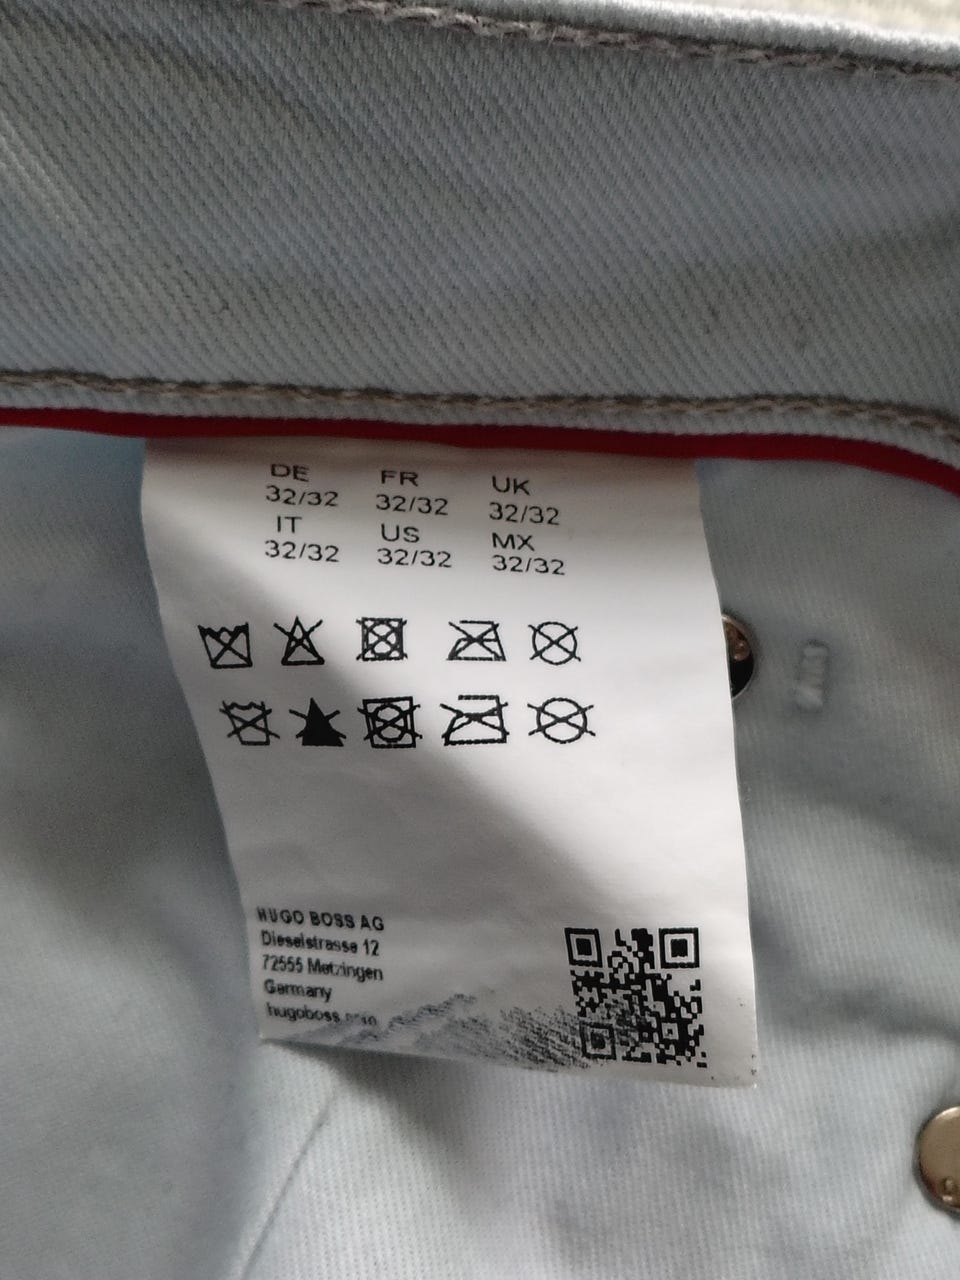 DE FR UK
32/32 32/32 32/32
IT US MX
32/32 32/32 32/32
HUGO BOSS AG
Dieselstrasse 12
72555 Metzingen
Germany
hugoboss